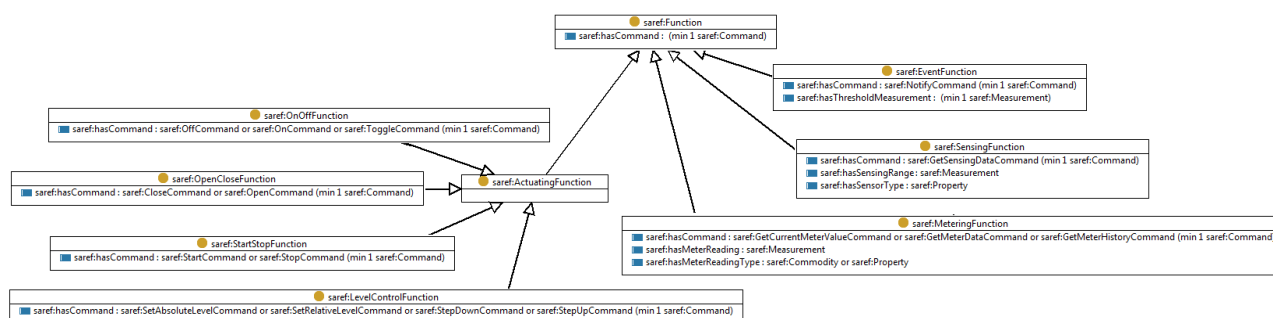 saref:Function
saref:hasCommand : (min 1 saref:Command)
saref:EventFunction
saref:hasCommand : saref:NotifyCommand (min 1 saref:Command)
saref:hasThresholdMeasurement : (min 1 saref:Measurement)
saref:OnOffFunction
saref:hasCommand : saref:OffCommand or saref:OnCommand or saref:ToggleCommand (min 1 saref:Command)
saref:SensingFunction
saref:hasCommand : saref:GetSensingDataCommand (min 1 saref:Command)
saref:hasSensingRange : saref:Measurement
saref:hasSensorType : saref:Property
saref:OpenCloseFunction
saref:hasCommand : saref:CloseCommand or saref:OpenCommand (min 1 saref:Command)
saref:ActuatingFunction
saref:MeteringFunction
saref:hasCommand : saref:GetCurrentMeterValueCommand or saref:GetMeterDataCommand or saref:GetMeterHistoryCommand (min 1 saref:Command)
saref:hasMeterReading : saref:Measurement
saref:hasMeterReadingType : saref:Commodity or saref:Property
saref:StartStopFunction
saref:hasCommand : saref:StartCommand or saref:StopCommand (min 1 saref:Command)
saref:LevelControlFunction
saref:hasCommand : saref:SetAbsoluteLevelCommand or saref:SetRelativeLevelCommand or saref:StepDownCommand or saref:StepUpCommand (min 1 saref:Command)